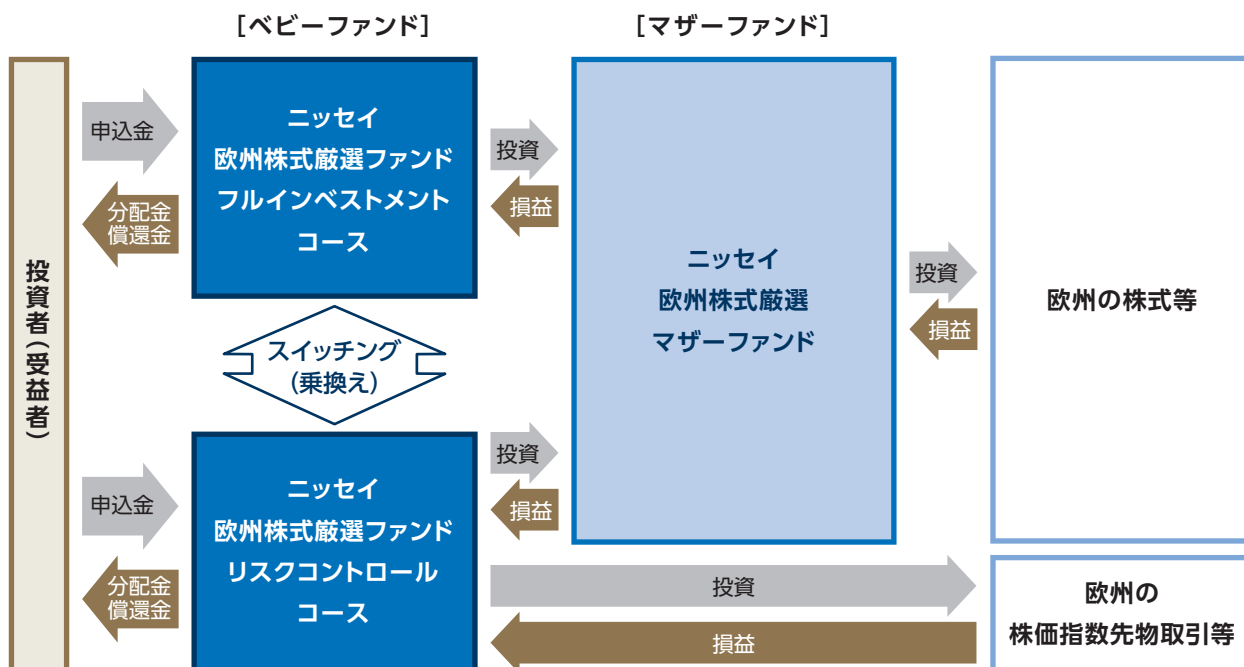 [ベビーファンド]
[マザーファンド]
投資者(受益者)
申込金
分配金
償還金
ニッセイ
欧州株式厳選ファンド
フルインベストメント
コース
投資
損益
ニッセイ
欧州株式厳選
マザーファンド
投資
損益
欧州の株式等
スイッチング
(乗換え)
申込金
分配金
償還金
ニッセイ
欧州株式厳選ファンド
リスクコントロール
コース
投資
損益
投資
損益
欧州の
株価指数先物取引等